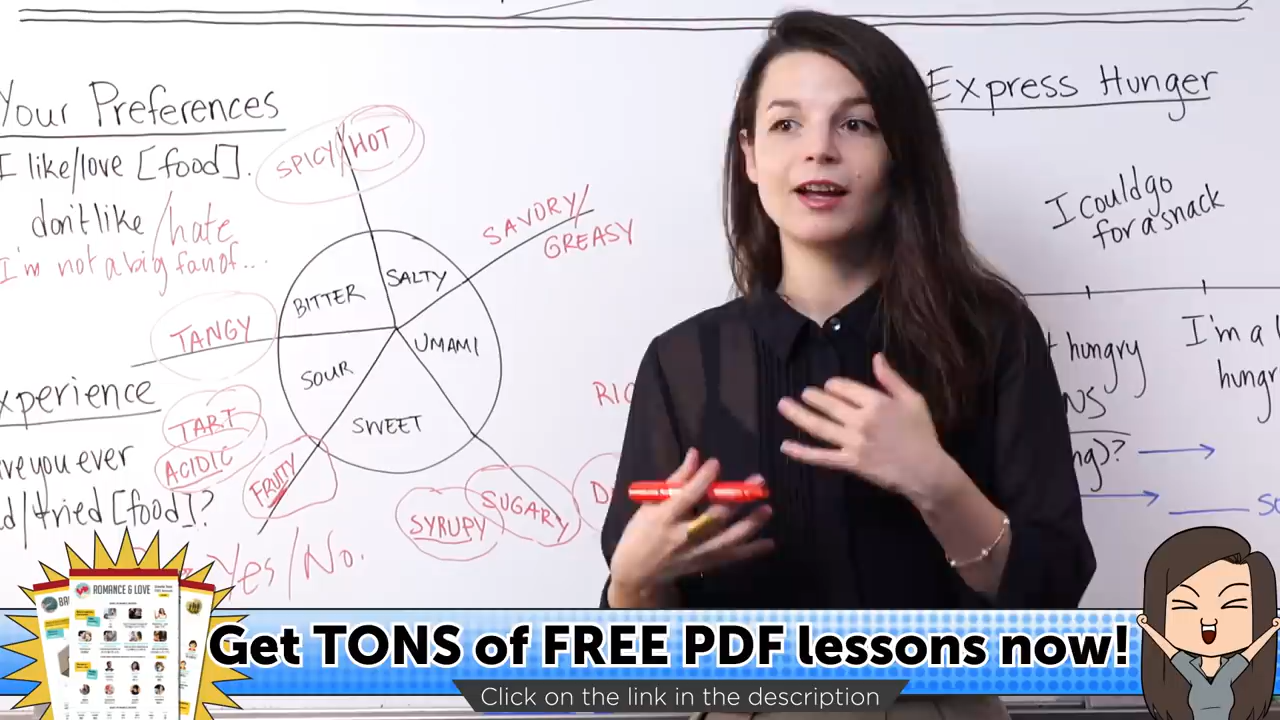 Your Preferences
I like/love [food].
don't like /hate
I'm not a big fan of...
SPICY/HOT
SAVORY/
GREASY
BITTER
SALTY
UMAMI
SOUR
SWEET
TANGY
TART
ACIDIC
FRUITY
SYRUPY
SUGARY
Yes/No.
xperience
ive you ever
d/tried [food]?
Express Hunger
I could go
for a snack
hungry
I'm a
hungr
ng)?
ROMANCE & LOVE
Get TONS of FREE PDF lessons now!
Click on the link in the description